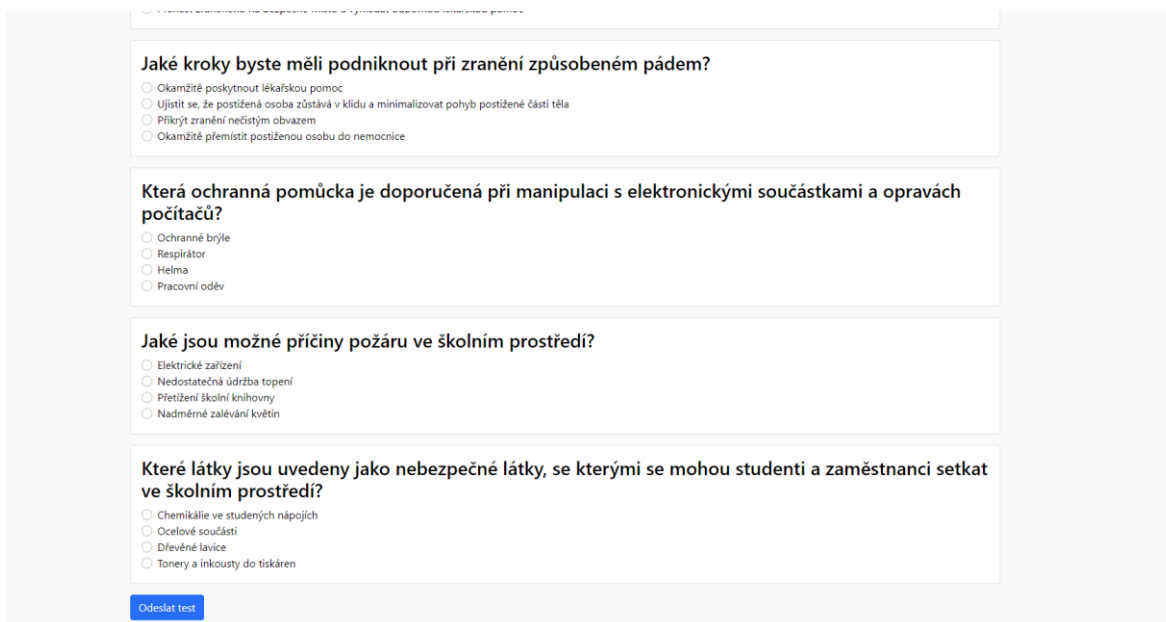 Jaké kroky byste měli podniknout při zranění způsobeném pádem?
Okamžitě poskytnout lékařskou pomoc
Ujistit se, že postižená osoba zůstává v klidu a minimalizovat pohyb postižené části těla
Přikrýt zranění nečistým obvazem
Okamžitě přemístit postiženou osobu do nemocnice
Která ochranná pomůcka je doporučená při manipulaci s elektronickými součástkami a opravách
počítačů?
Ochranné brýle
Respirátor
Helma
Pracovní oděv
Jaké jsou možné příčiny požáru ve školním prostředí?
Elektrické zařízení
Nedostatečná údržba topení
Přetížení školní knihovny
Nadměrné zalévání květin
Které látky jsou uvedeny jako nebezpečné látky, se kterými se mohou studenti a zaměstnanci setkat
ve školním prostředí?
Chemikálie ve studených nápojích
Ocelové součásti
Dřevěné lavice
Tonery a inkousty do tiskáren
Odeslat test